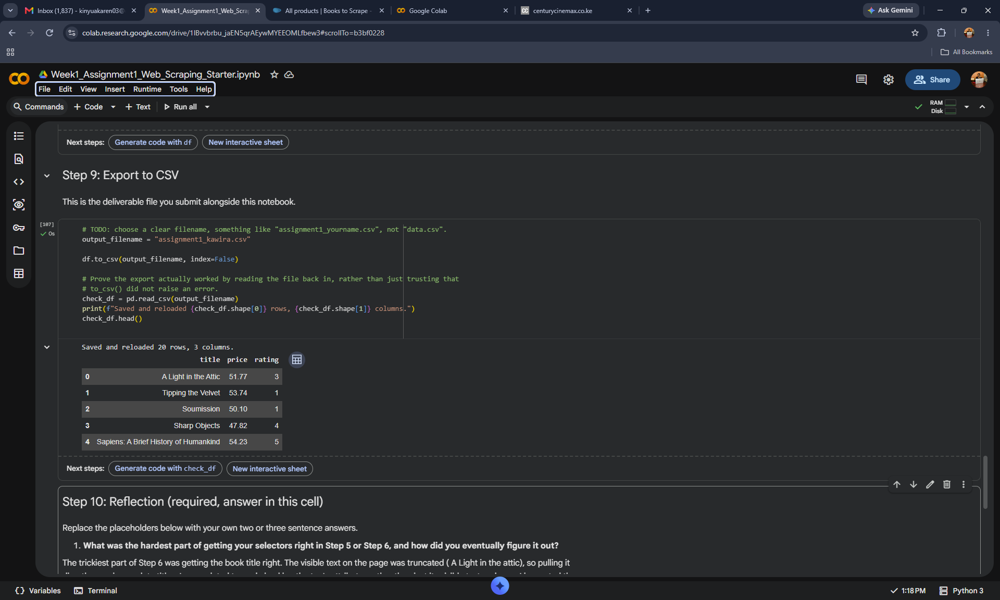 Inbox (1,837) - kinyuakaren03@
Week1_Assignment1_Web_Scrap
All products | Books to Scrape -
Google Colab
CC centurycinemax.co.ke
Ask Gemini
colab.research.google.com/drive/1IBvvbrbu_jaEN5qrAEywMYEEOMLfbew3#scrollTo=b3bf0228
All Bookmarks
Week1_Assignment1_Web_Scraping_Starter.ipynb
File Edit View Insert Runtime Tools Help
Share
Commands + Code + Text Run all
RAM
Disk
Next steps: Generate code with df New interactive sheet
Step 9: Export to CSV
This is the deliverable file you submit alongside this notebook.
[107]
0s
# TODO: choose a clear filename, something like "assignment1_yourname.csv", not "data.csv".
output_filename = "assignment1_kawira.csv"
df.to_csv(output_filename, index=False)
# Prove the export actually worked by reading the file back in, rather than just trusting that
# to_csv() did not raise an error.
check_df = pd.read_csv(output_filename)
print(f"Saved and reloaded {check_df.shape[0]} rows, {check_df.shape[1]} columns.")
check_df.head()
Saved and reloaded 20 rows, 3 columns.
title price rating
0 A Light in the Attic 51.77 3
1 Tipping the Velvet 53.74 1
2 Soumission 50.10 1
3 Sharp Objects 47.82 4
4 Sapiens: A Brief History of Humankind 54.23 5
Next steps: Generate code with check_df New interactive sheet
Step 10: Reflection (required, answer in this cell)
Replace the placeholders below with your own two or three sentence answers.
1. What was the hardest part of getting your selectors right in Step 5 or Step 6, and how did you eventually figure it out?
The trickiest part of Step 6 was getting the book title right. The visible text on the page was truncated ( A Light in the attic), so pulling it
Variables Terminal
1:18 PM Python 3